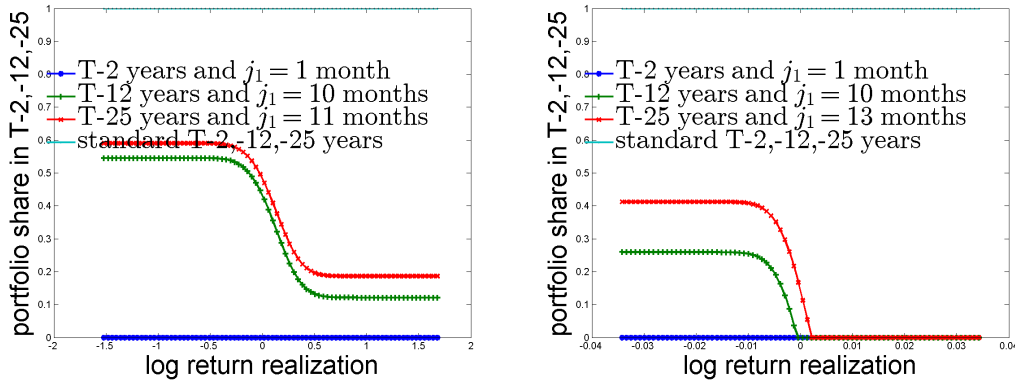 portfolio share in T-2,-12,-25
1
0.9
0.8
0.7
0.6
0.5
0.4
0.3
0.2
0.1
0
T-2 years and j1 = 1 month
T-12 years and j1 = 10 months
T-25 years and j1 = 11 months
standard T-2,-12,-25 years
-2 -1.5 -1 -0.5 0 0.5 1 1.5 2
log return realization
portfolio share in T-2,-12,-25
1
0.9
0.8
0.7
0.6
0.5
0.4
0.3
0.2
0.1
0
T-2 years and j1 = 1 month
T-12 years and j1 = 10 months
T-25 years and j1 = 13 months
standard T-2,-12,-25 years
-0.04 -0.03 -0.02 -0.01 0 0.01 0.02 0.03 0.04
log return realization